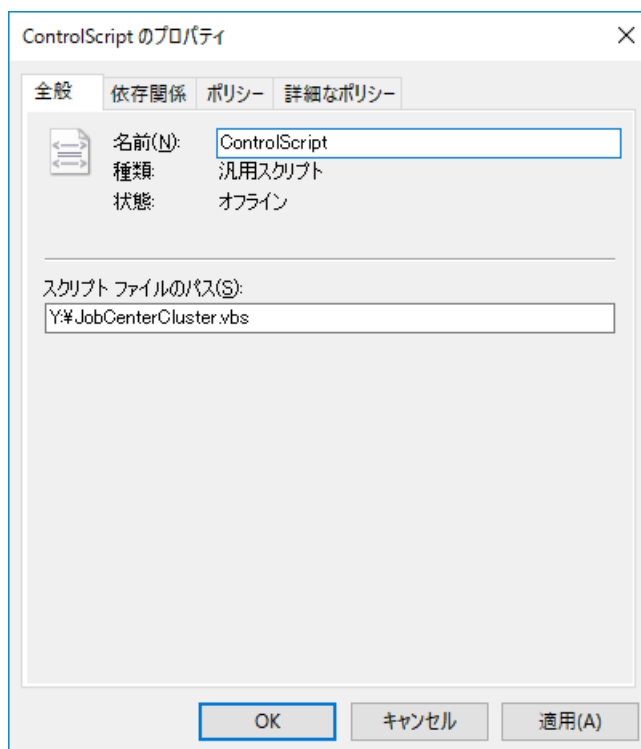 ControlScript のプロパティ
全般 依存関係 ポリシー 詳細なポリシー
名前(N): ControlScript
種類: 汎用スクリプト
状態: オフライン
スクリプト ファイルのパス(S):
Y:¥JobCenterCluster.vbs
OK キャンセル 適用(A)